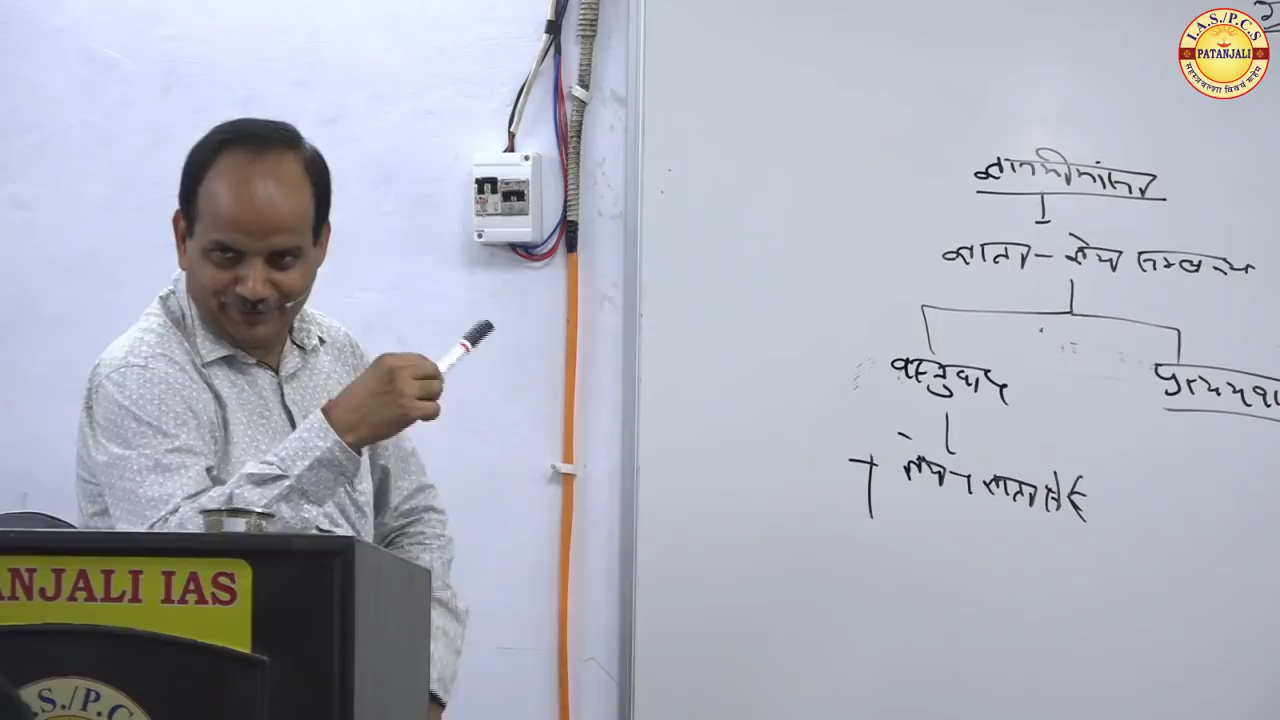 I.A.S./P.C.S
PATANJALI
ज्ञानमीमांसा
ज्ञाता - ज्ञेय सम्बन्ध
वस्तुवाद
प्रत्ययवा
ज्ञेय
ANJALI IAS
.S./P.C.